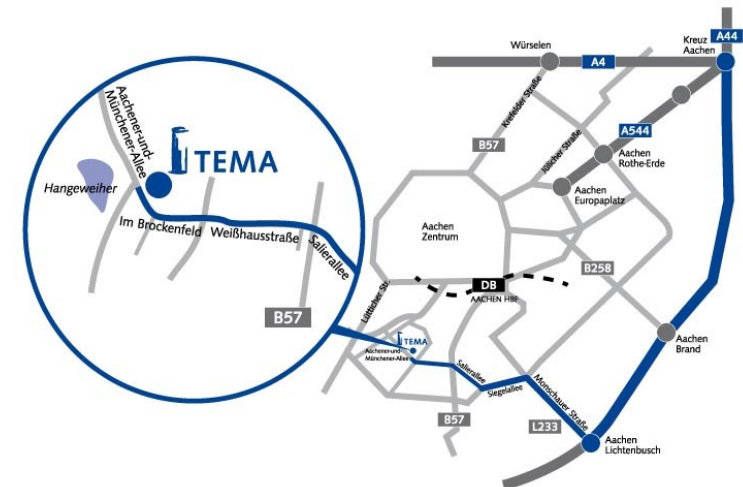 Aachener-und-
Münchener-Allee
TEMA
Hangeweiher
Im Brockenfeld
Weißhausstraße
Salierallee
B57
A44
Kreuz
Aachen
Würselen
A4
Krefelder Straße
B57
Jülicher Straße
A544
Aachen
Rothe-Erde
Aachen
Europaplatz
Aachen
Zentrum
B258
DB
AACHEN HBF
Lütticher Str.
TEMA
Aachener-und-
Münchener-Allee
Salierallee
Siegelallee
Monschauer Straße
Aachen
Brand
B57
L233
Aachen
Lichtenbusch